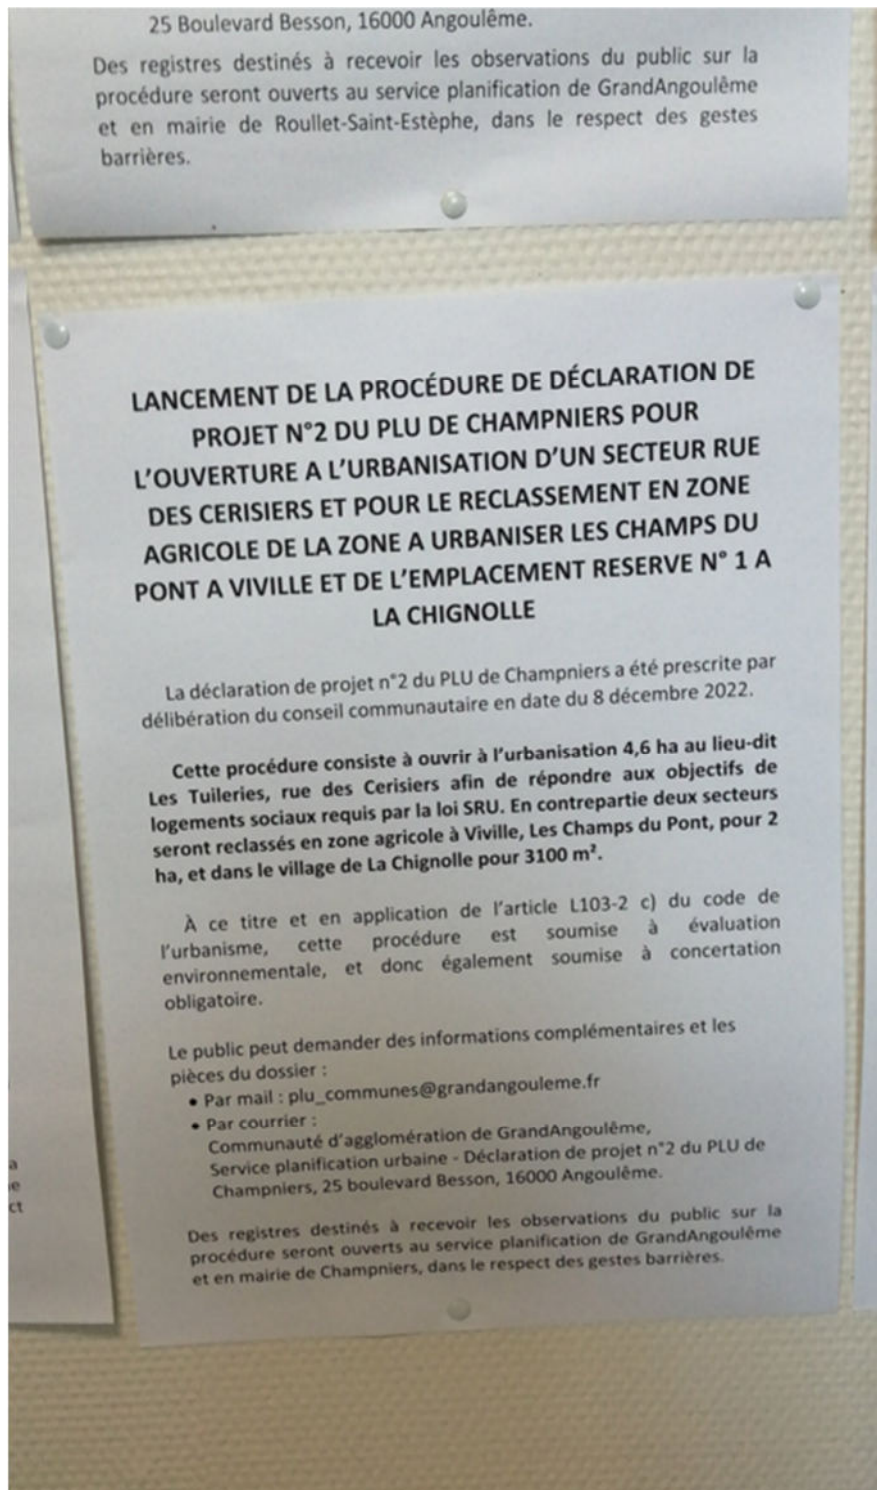 25 Boulevard Besson, 16000 Angoulême.
Des registres destinés à recevoir les observations du public sur la
procédure seront ouverts au service planification de GrandAngoulême
et en mairie de Roullet-Saint-Estèphe, dans le respect des gestes
barrières.
LANCEMENT DE LA PROCÉDURE DE DÉCLARATION DE
PROJET N°2 DU PLU DE CHAMPNIERS POUR
L'OUVERTURE A L'URBANISATION D'UN SECTEUR RUE
DES CERISIERS ET POUR LE RECLASSEMENT EN ZONE
AGRICOLE DE LA ZONE A URBANISER LES CHAMPS DU
PONT A VIVILLE ET DE L'EMPLACEMENT RESERVE N° 1 A
LA CHIGNOLLE
La déclaration de projet n°2 du PLU de Champniers a été prescrite par
délibération du conseil communautaire en date du 8 décembre 2022.
Cette procédure consiste à ouvrir à l'urbanisation 4,6 ha au lieu-dit
Les Tuileries, rue des Cerisiers afin de répondre aux objectifs de
logements sociaux requis par la loi SRU. En contrepartie deux secteurs
seront reclassés en zone agricole à Viville, Les Champs du Pont, pour 2
ha, et dans le village de La Chignolle pour 3100 m².
À ce titre et en application de l'article L103-2 c) du code de
l'urbanisme, cette procédure est soumise à évaluation
environnementale, et donc également soumise à concertation
obligatoire.
Le public peut demander des informations complémentaires et les
pièces du dossier :
• Par mail : plu_communes@grandangouleme.fr
• Par courrier :
Communauté d'agglomération de GrandAngoulême,
Service planification urbaine - Déclaration de projet n°2 du PLU de
Champniers, 25 boulevard Besson, 16000 Angoulême.
Des registres destinés à recevoir les observations du public sur la
procédure seront ouverts au service planification de GrandAngoulême
et en mairie de Champniers, dans le respect des gestes barrières.
a
e
ct